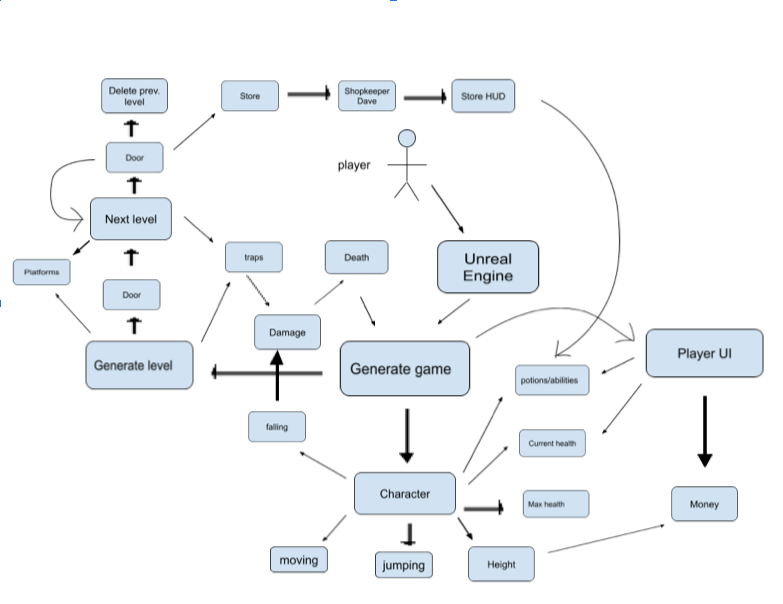 Delete prev.
level
Store
Shopkeeper
Dave
Store HUD
Door
player
Next level
traps
Death
Unreal
Engine
Platforms
Door
Damage
Generate level
Generate game
Player UI
potions/abilities
falling
Current health
Character
Max health
Money
moving
jumping
Height